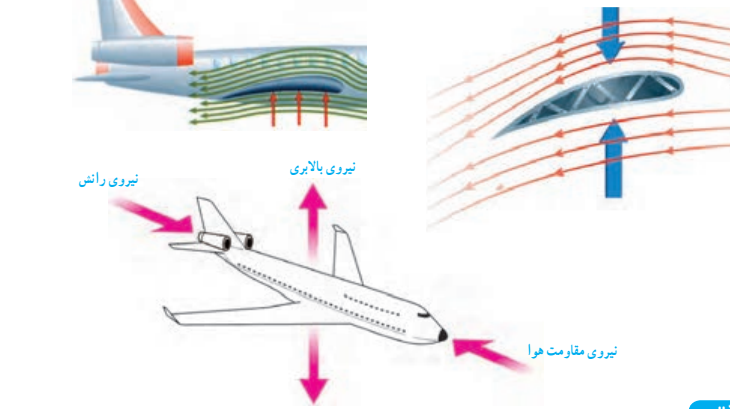 نیروی بالابری
نیروی رانش
نیروی مقاومت هوا